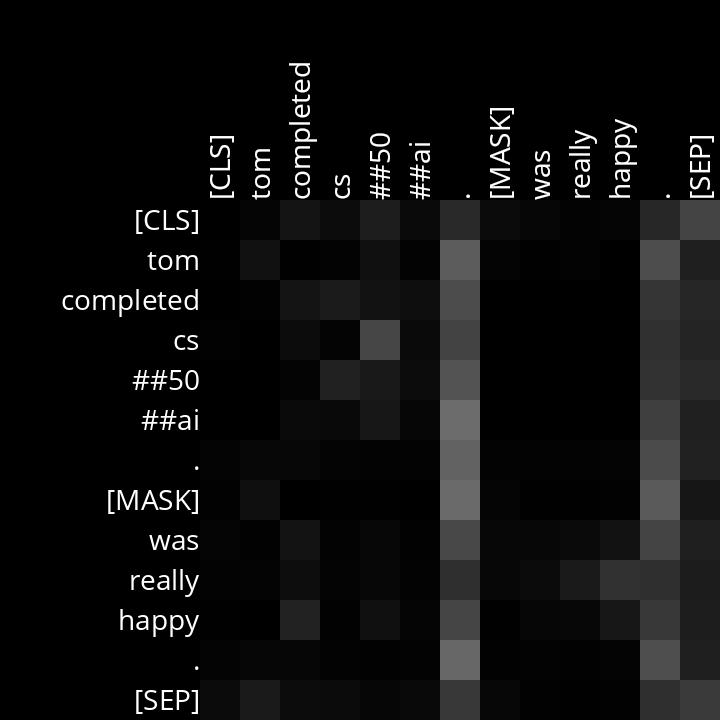 [CLS]
tom
completed
cs
##50
##ai
.
[MASK]
was
really
happy
.
[SEP]
[CLS]
tom
completed
cs
##50
##ai
.
[MASK]
was
really
happy
.
[SEP]